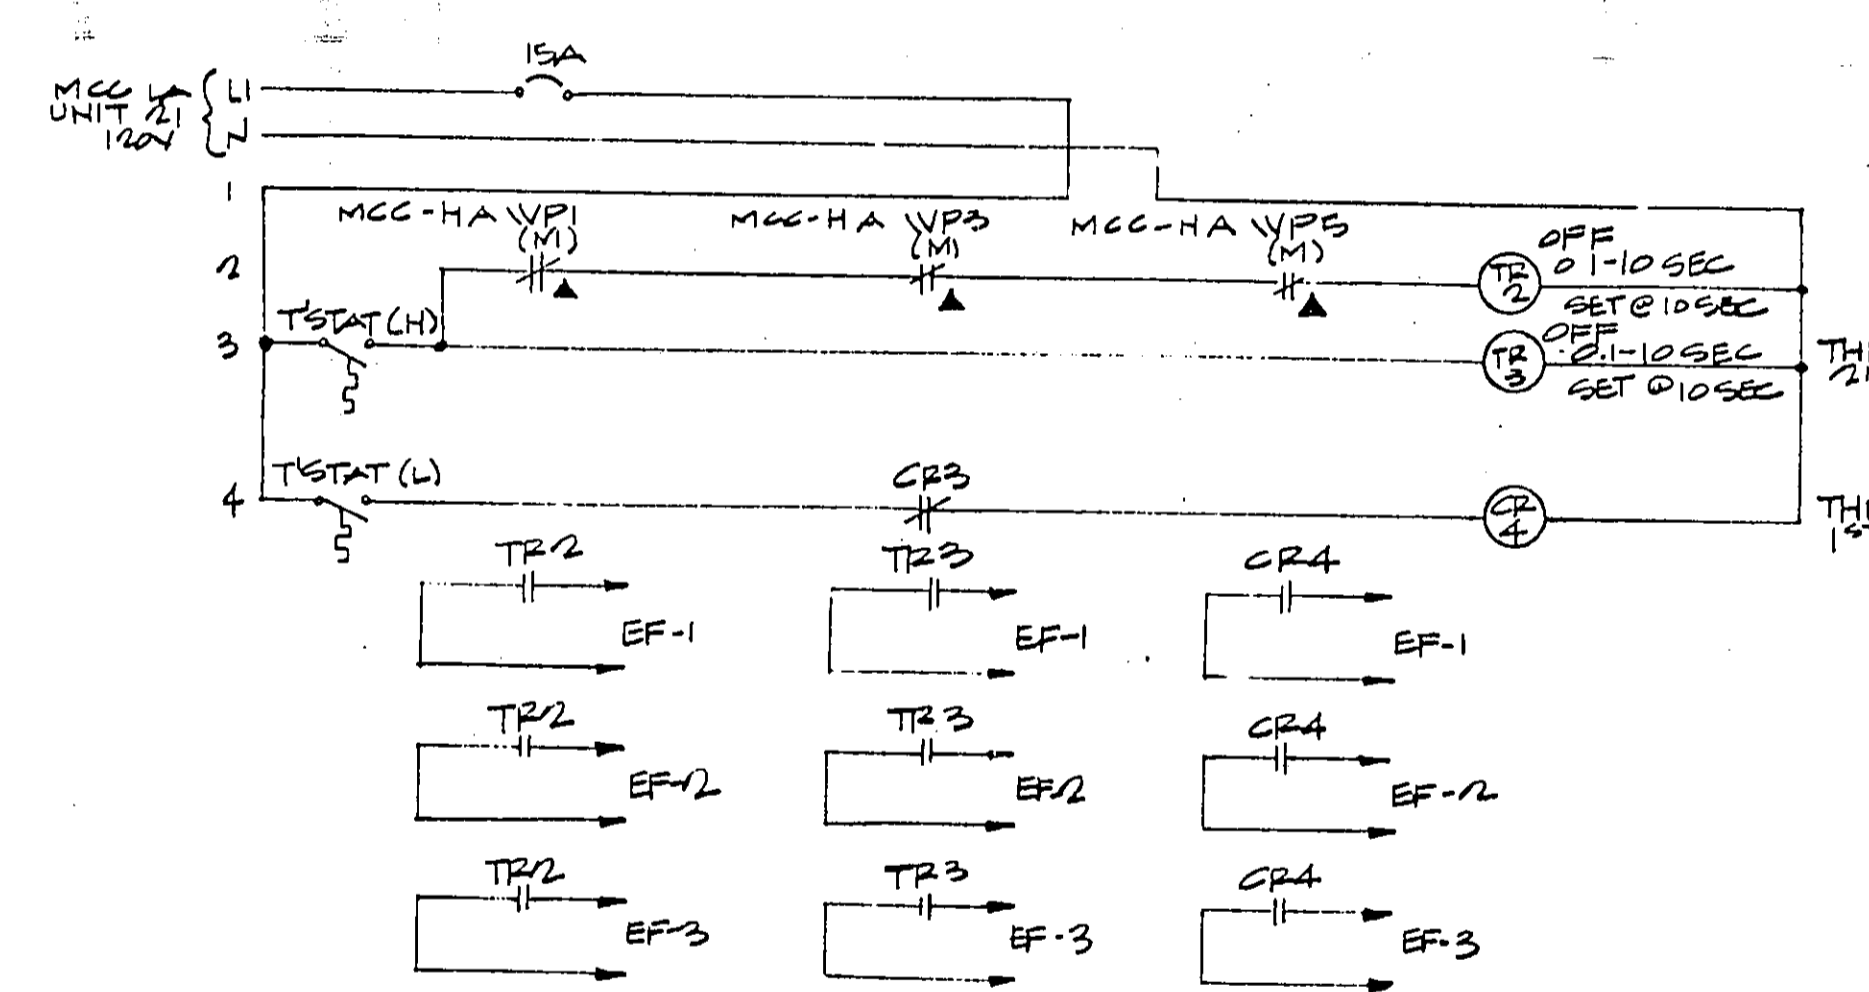 15A
MCC LA
UNIT 21
120V
L1
N
1
MCC-HA VP1
(M)
MCC-HA VP3
(M)
MCC-HA VP5
(M)
2
TR
2
OFF
0.1-10 SEC
SET @ 10 SEC
3
T'STAT (H)
TR
3
OFF
0.1-10 SEC
SET @ 10 SEC
4
T'STAT (L)
CR3
CR
4
TR2
EF-1
TR3
EF-1
CR4
EF-1
TR2
EF-2
TR3
EF-2
CR4
EF-2
TR2
EF-3
TR3
EF-3
CR4
EF-3